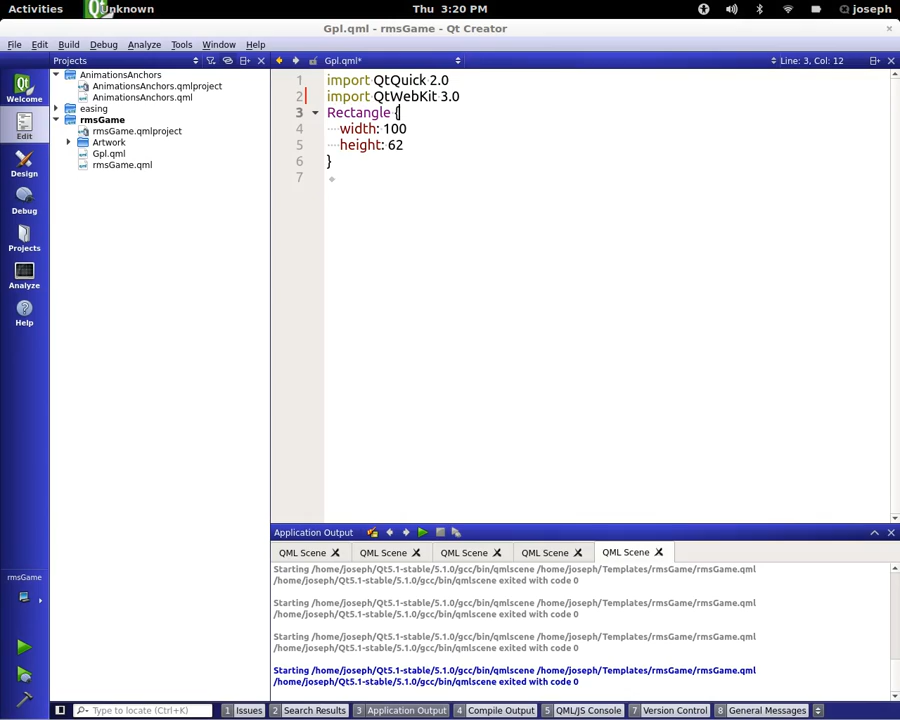 Activities
Unknown
Thu 3:20 PM
joseph
Gpl.qml - rmsGame - Qt Creator
File Edit Build Debug Analyze Tools Window Help
Projects
Gpl.qml*
Line: 3, Col: 12
Welcome
Edit
Design
Debug
Projects
Analyze
Help
rmsGame
AnimationsAnchors
AnimationsAnchors.qmlproject
AnimationsAnchors.qml
easing
rmsGame
rmsGame.qmlproject
Artwork
Gpl.qml
rmsGame.qml
1 import QtQuick 2.0
2 import QtWebKit 3.0
3 Rectangle {
4 width: 100
5 height: 62
6 }
7
Application Output
QML Scene QML Scene QML Scene QML Scene QML Scene
Starting /home/joseph/Qt5.1-stable/5.1.0/gcc/bin/qmlscene /home/joseph/Templates/rmsGame/rmsGame.qml
/home/joseph/Qt5.1-stable/5.1.0/gcc/bin/qmlscene exited with code 0
Starting /home/joseph/Qt5.1-stable/5.1.0/gcc/bin/qmlscene /home/joseph/Templates/rmsGame/rmsGame.qml
/home/joseph/Qt5.1-stable/5.1.0/gcc/bin/qmlscene exited with code 0
Starting /home/joseph/Qt5.1-stable/5.1.0/gcc/bin/qmlscene /home/joseph/Templates/rmsGame/rmsGame.qml
/home/joseph/Qt5.1-stable/5.1.0/gcc/bin/qmlscene exited with code 0
Starting /home/joseph/Qt5.1-stable/5.1.0/gcc/bin/qmlscene /home/joseph/Templates/rmsGame/rmsGame.qml
/home/joseph/Qt5.1-stable/5.1.0/gcc/bin/qmlscene exited with code 0
Type to locate (Ctrl+K)
1 Issues 2 Search Results 3 Application Output 4 Compile Output 5 QML/JS Console 7 Version Control 8 General Messages